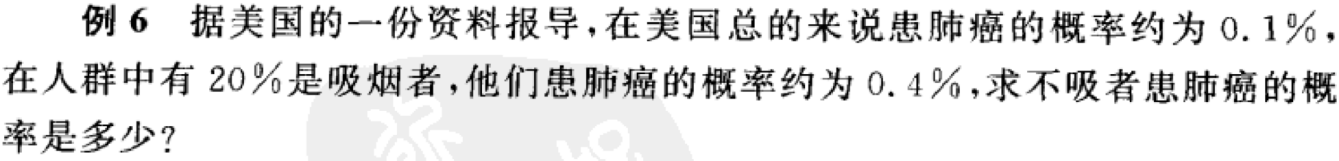 例 6 据美国的一份资料报导,在美国总的来说患肺癌的概率约为 0.1%,
在人群中有 20%是吸烟者,他们患肺癌的概率约为 0.4%,求不吸者患肺癌的概
率是多少?